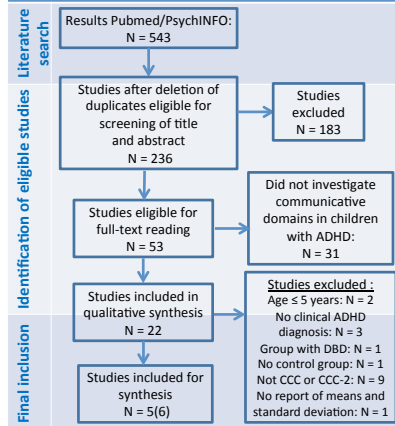 Literature
search
Results Pubmed/PsychINFO:
N = 543
Identification of eligible studies
Studies after deletion of
duplicates eligible for
screening of title
and abstract
N = 236
Studies
excluded
N = 183
Studies eligible for
full-text reading
N = 53
Did not investigate
communicative
domains in children
with ADHD:
N = 31
Studies included in
qualitative synthesis
N = 22
Studies excluded :
Age ≤ 5 years: N = 2
No clinical ADHD
diagnosis: N = 3
Group with DBD: N = 1
No control group: N = 1
Not CCC or CCC-2: N = 9
No report of means and
standard deviation: N = 1
Final inclusion
Studies included for
synthesis
N = 5(6)